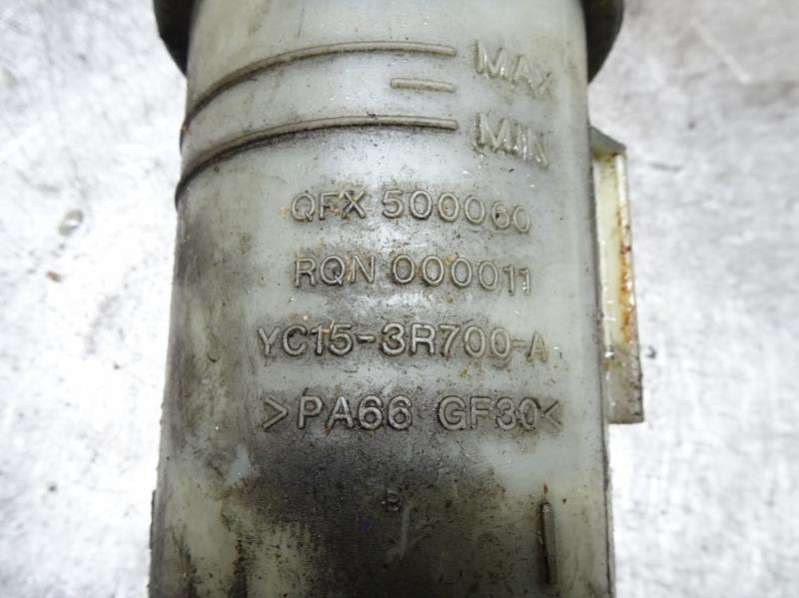 MAX
MIN
QFX 500060
RQN 000011
YC15-3R700-A
>PA66 GF30<